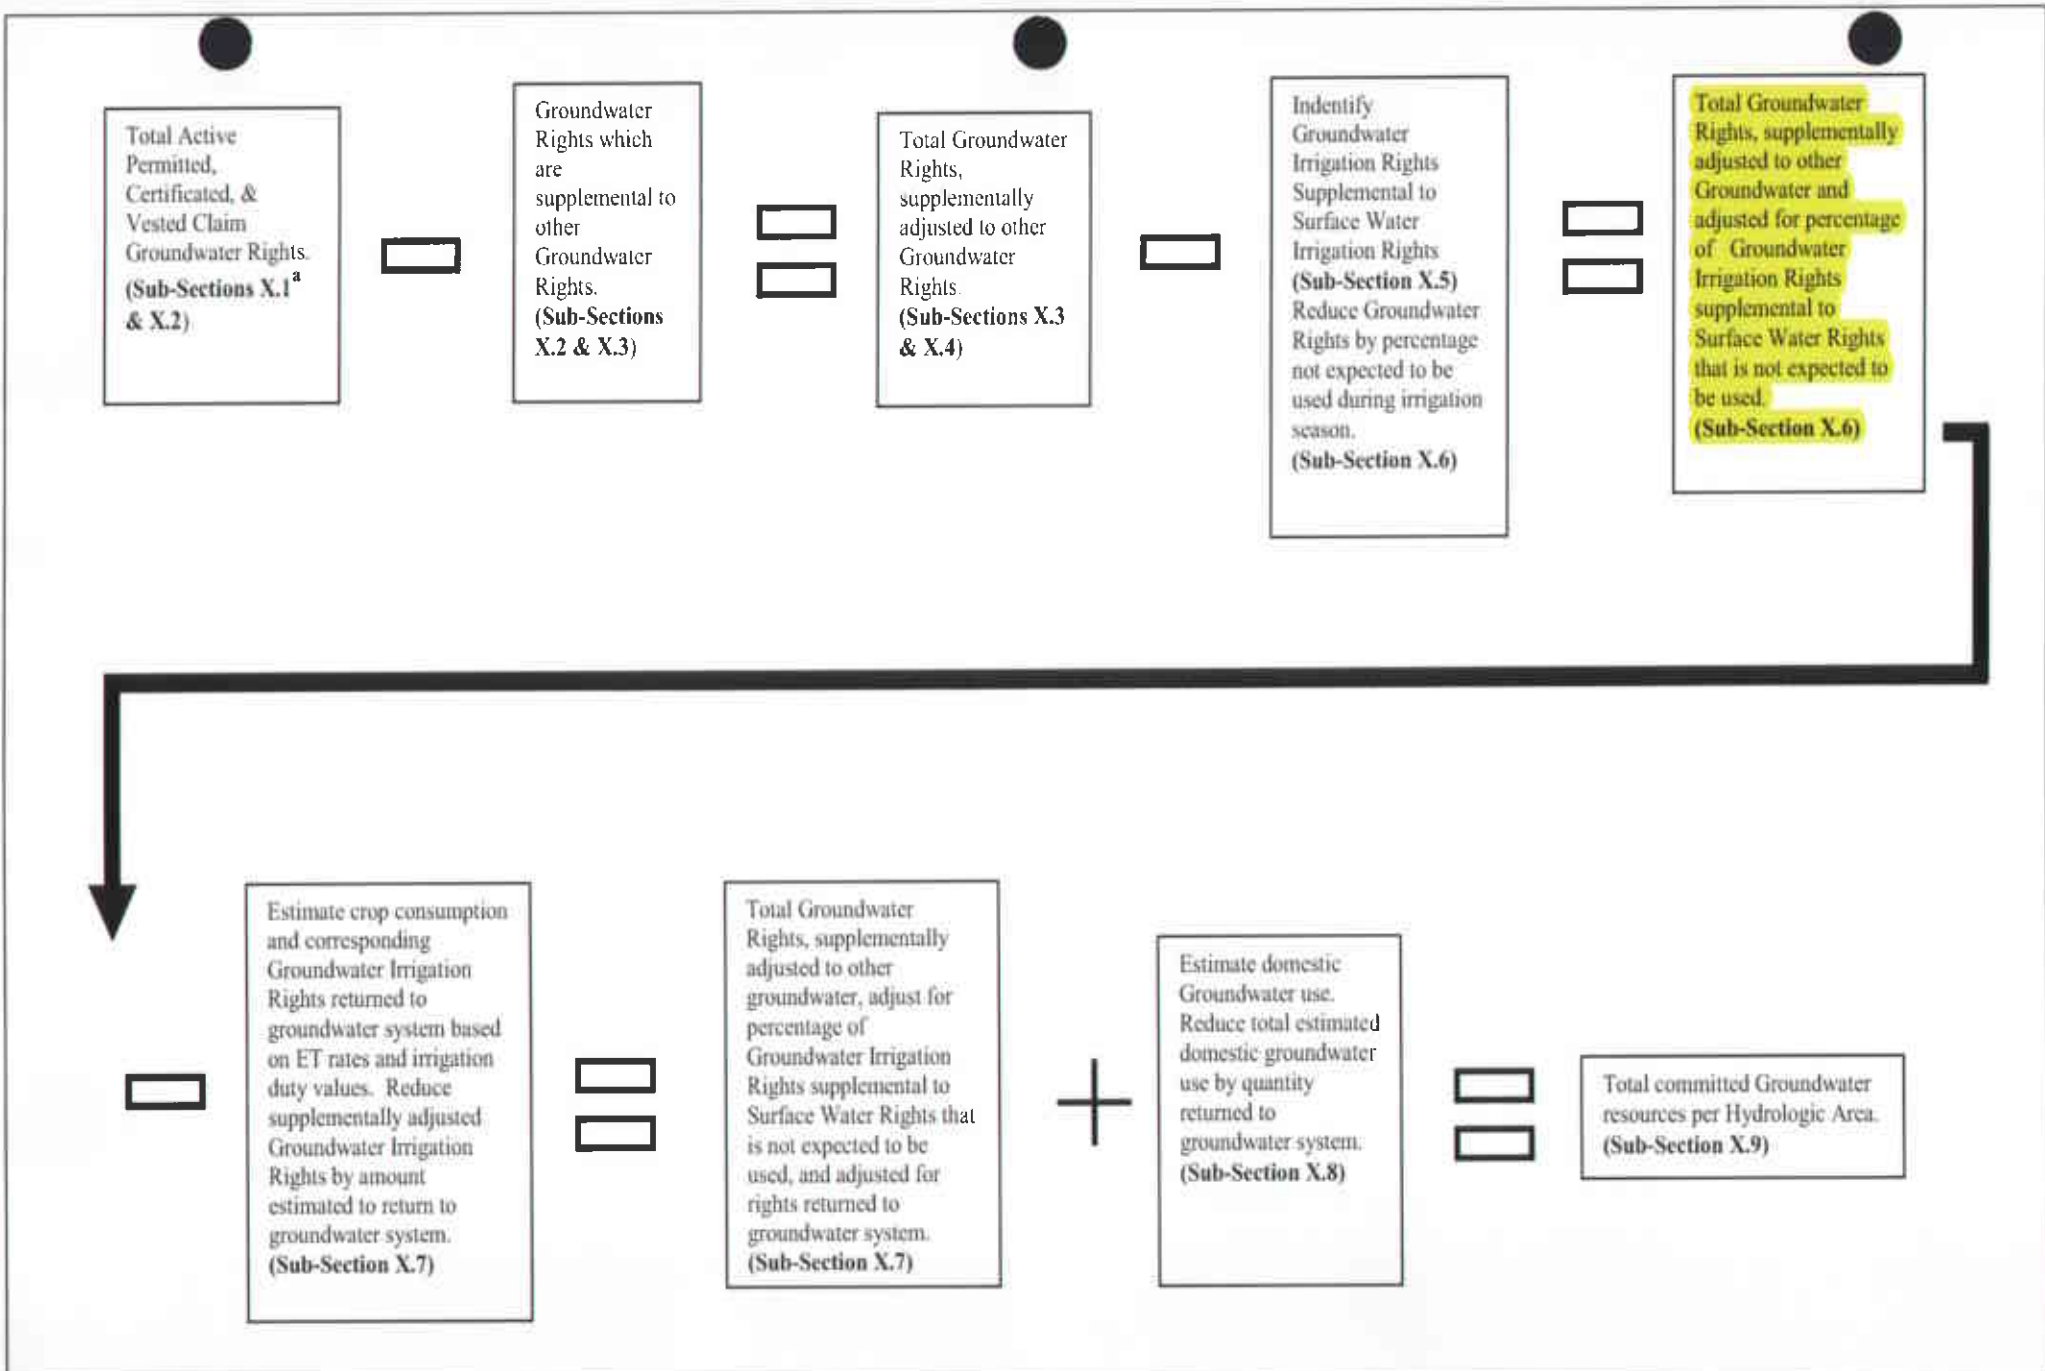 Total Active
Permitted,
Certificated, &
Vested Claim
Groundwater Rights.
(Sub-Sections X.1a
& X.2)
Groundwater
Rights which
are
supplemental to
other
Groundwater
Rights.
(Sub-Sections
X.2 & X.3)
Total Groundwater
Rights,
supplementally
adjusted to other
Groundwater
Rights.
(Sub-Sections X.3
& X.4)
Indentify
Groundwater
Irrigation Rights
Supplemental to
Surface Water
Irrigation Rights
(Sub-Section X.5)
Reduce Groundwater
Rights by percentage
not expected to be
used during irrigation
season.
(Sub-Section X.6)
Total Groundwater
Rights, supplementally
adjusted to other
Groundwater and
adjusted for percentage
of Groundwater
Irrigation Rights
supplemental to
Surface Water Rights
that is not expected to
be used.
(Sub-Section X.6)
Estimate crop consumption
and corresponding
Groundwater Irrigation
Rights returned to
groundwater system based
on ET rates and irrigation
duty values. Reduce
supplementally adjusted
Groundwater Irrigation
Rights by amount
estimated to return to
groundwater system.
(Sub-Section X.7)
Total Groundwater
Rights, supplementally
adjusted to other
groundwater, adjust for
percentage of
Groundwater Irrigation
Rights supplemental to
Surface Water Rights that
is not expected to be
used, and adjusted for
rights returned to
groundwater system.
(Sub-Section X.7)
Estimate domestic
Groundwater use.
Reduce total estimated
domestic groundwater
use by quantity
returned to
groundwater system.
(Sub-Section X.8)
Total committed Groundwater
resources per Hydrologic Area.
(Sub-Section X.9)